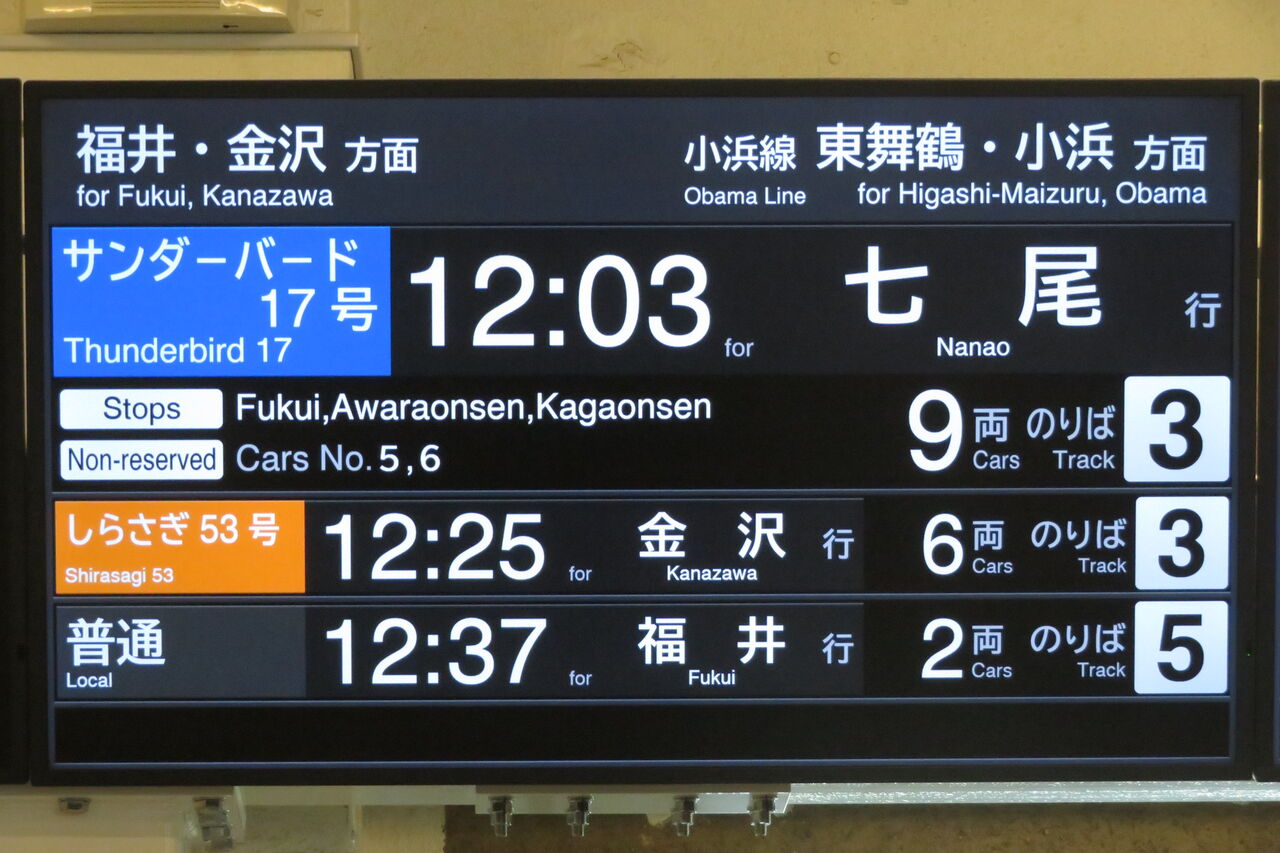 福井・金沢 方面 小浜線 東舞鶴・小浜 方面
for Fukui, Kanazawa Obama Line for Higashi-Maizuru, Obama
サンダーバード
17 号 12:03 七尾 行
Thunderbird 17 for Nanao
Stops Fukui,Awaraonsen,Kagaonsen
9 両 のりば 3
Cars Track
Non-reserved Cars No.5,6
しらさぎ 53 号 12:25 金沢 行 6 両 のりば 3
Shirasagi 53 for Kanazawa Cars Track
普通 12:37 福井 行 2 両 のりば 5
Local for Fukui Cars Track